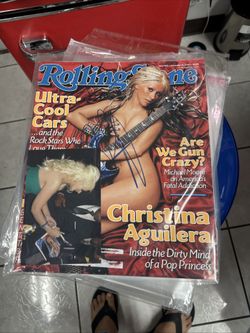 Rolling Stone
Ultra-
Cool
Cars
...and the
Rock Stars Who
Love Them
Are
We Gun
Crazy?
Michael Moore
on America's
Fatal Addiction
Christina
Aguilera
Inside the Dirty Mind
of a Pop Princess